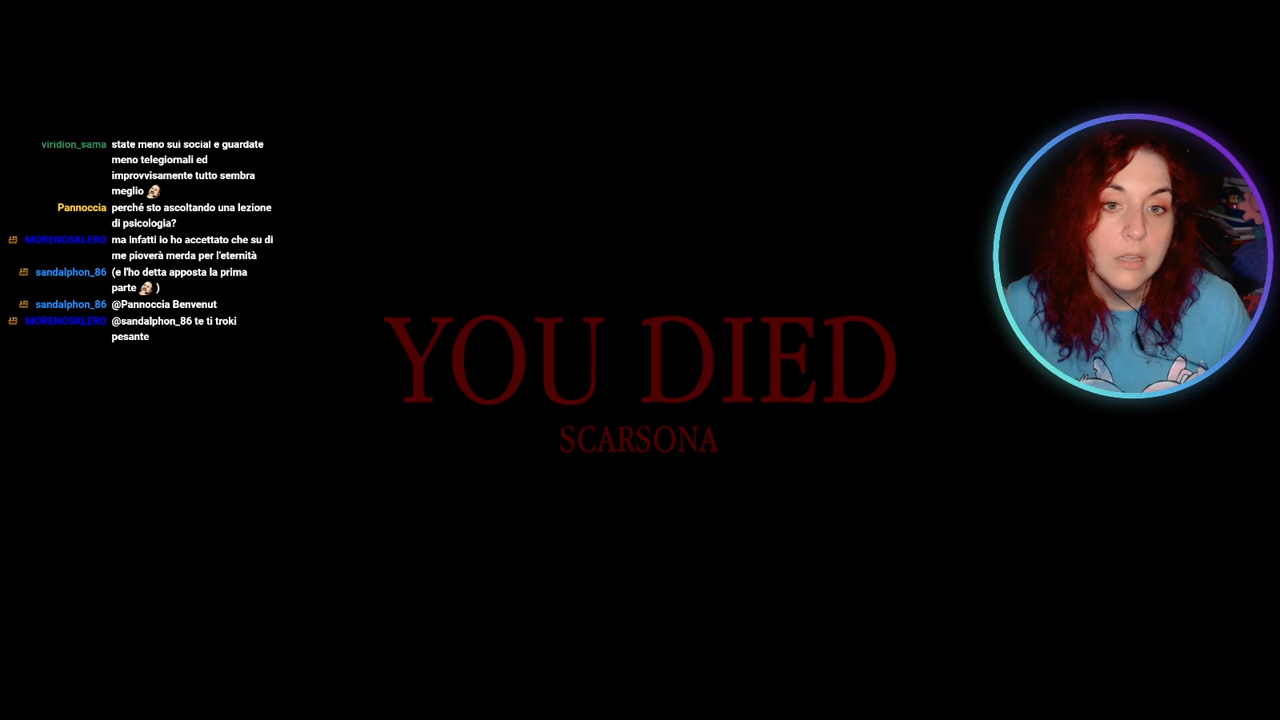 viridion_sama state meno sui social e guardate
meno telegiornali ed
improvvisamente tutto sembra
meglio
Pannoccia perché sto ascoltando una lezione
di psicologia?
MORENOSKLERO ma infatti Io ho accettato che su di
me pioverà merda per l'eternità
sandalphon_86 (e l'ho detta apposta la prima
parte )
sandalphon_86 @Pannoccia Benvenut
MORENOSKLERO @sandalphon_86 te ti troki
pesante
YOU DIED
SCARSONA